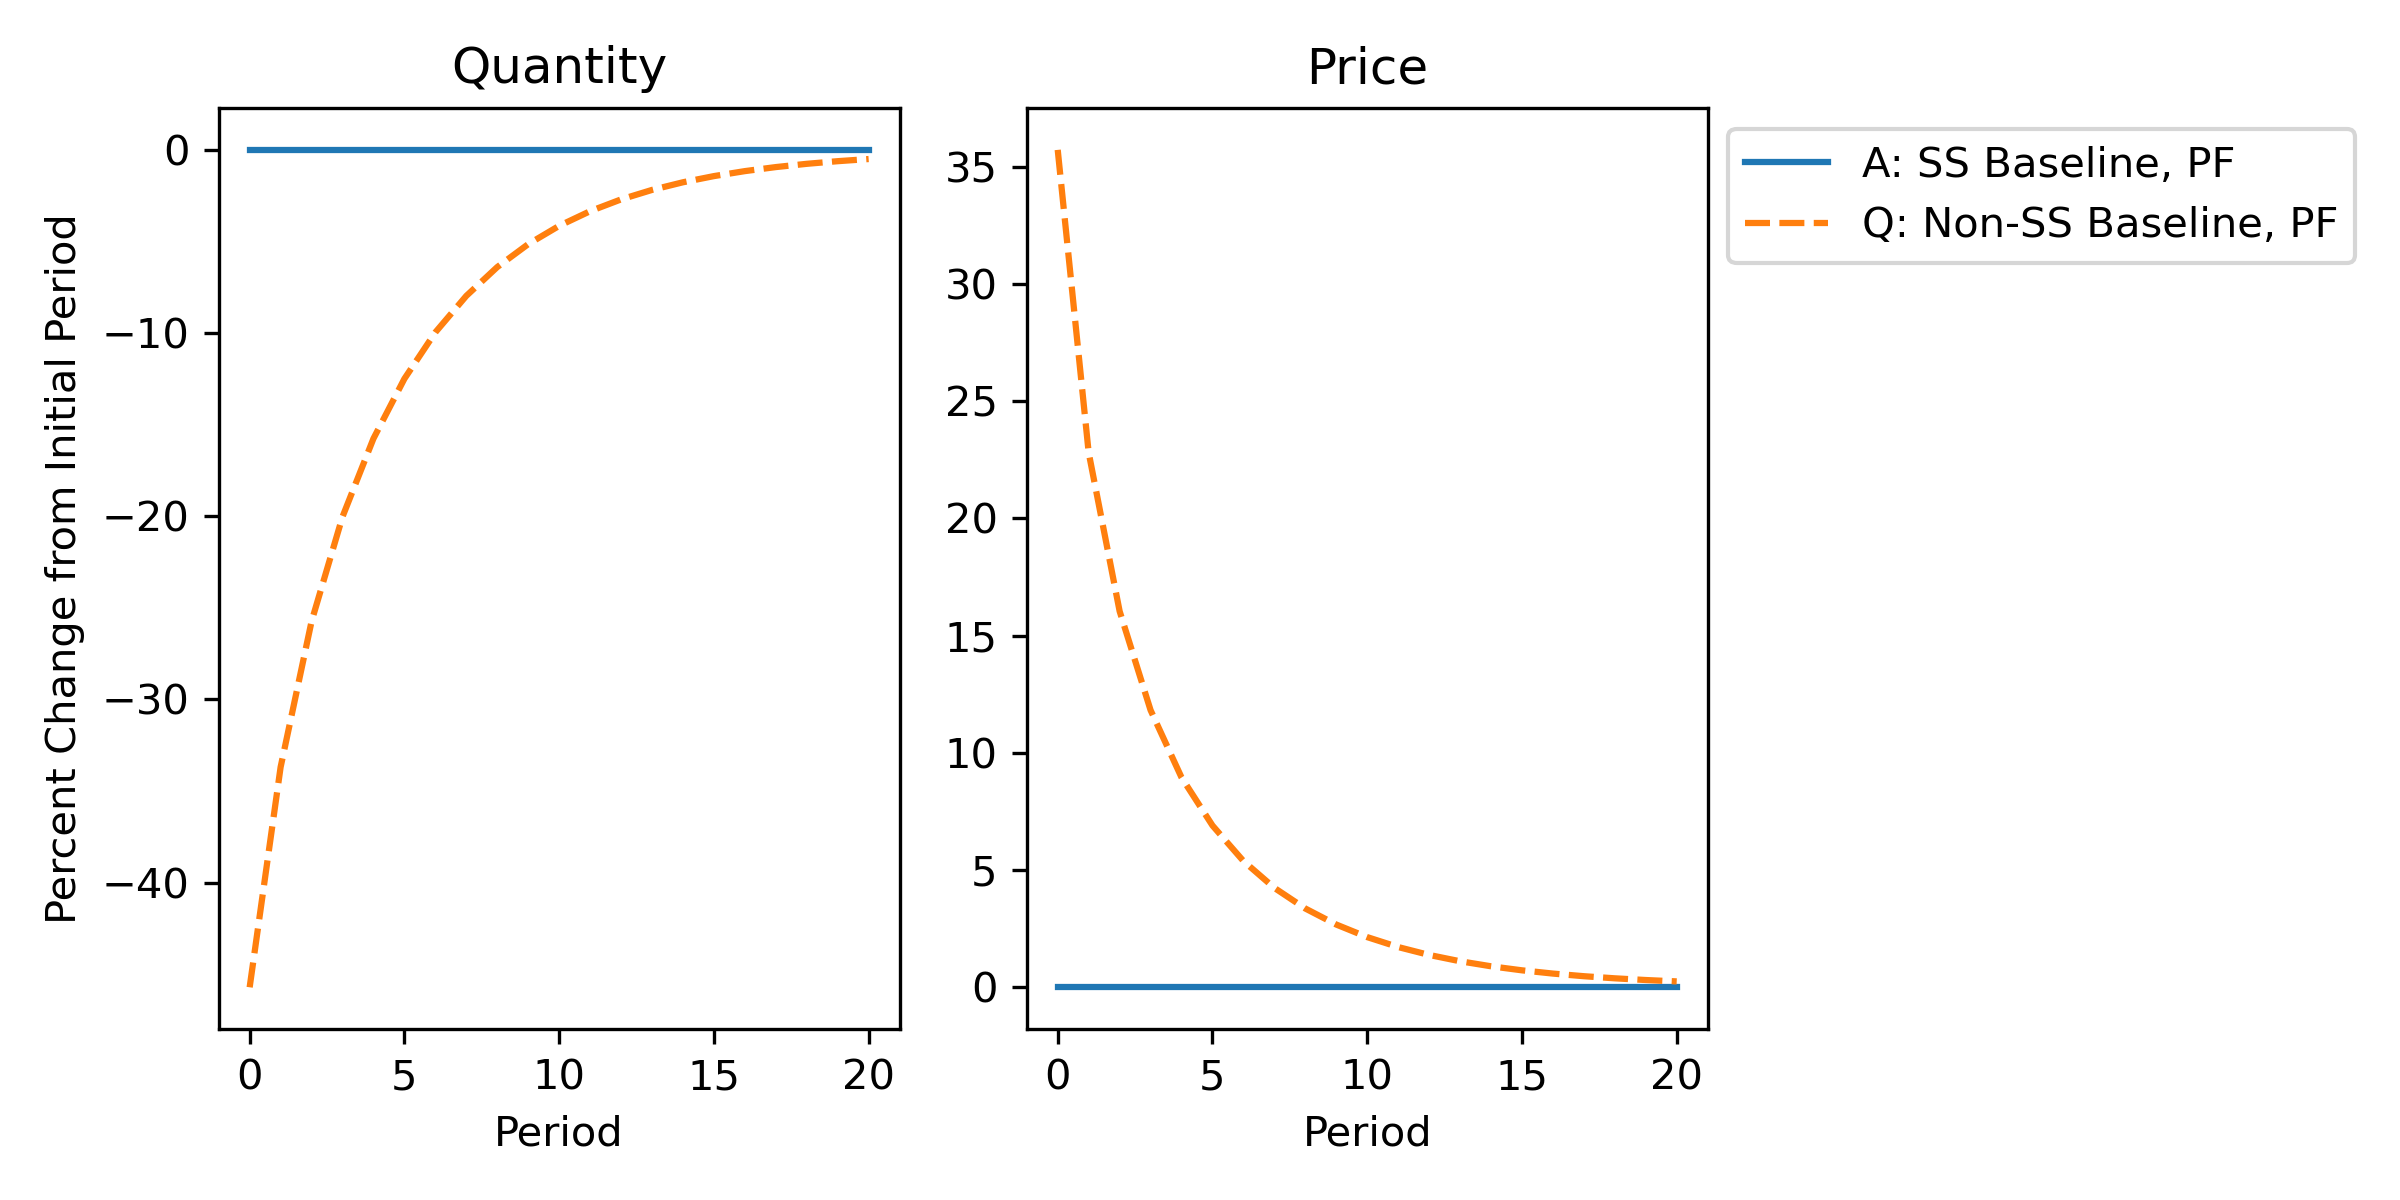 Quantity
Price
Percent Change from Initial Period
0
−10
−20
−30
−40
0 5 10 15 20
Period
35
30
25
20
15
10
5
0
0 5 10 15 20
Period
A: SS Baseline, PF
Q: Non-SS Baseline, PF